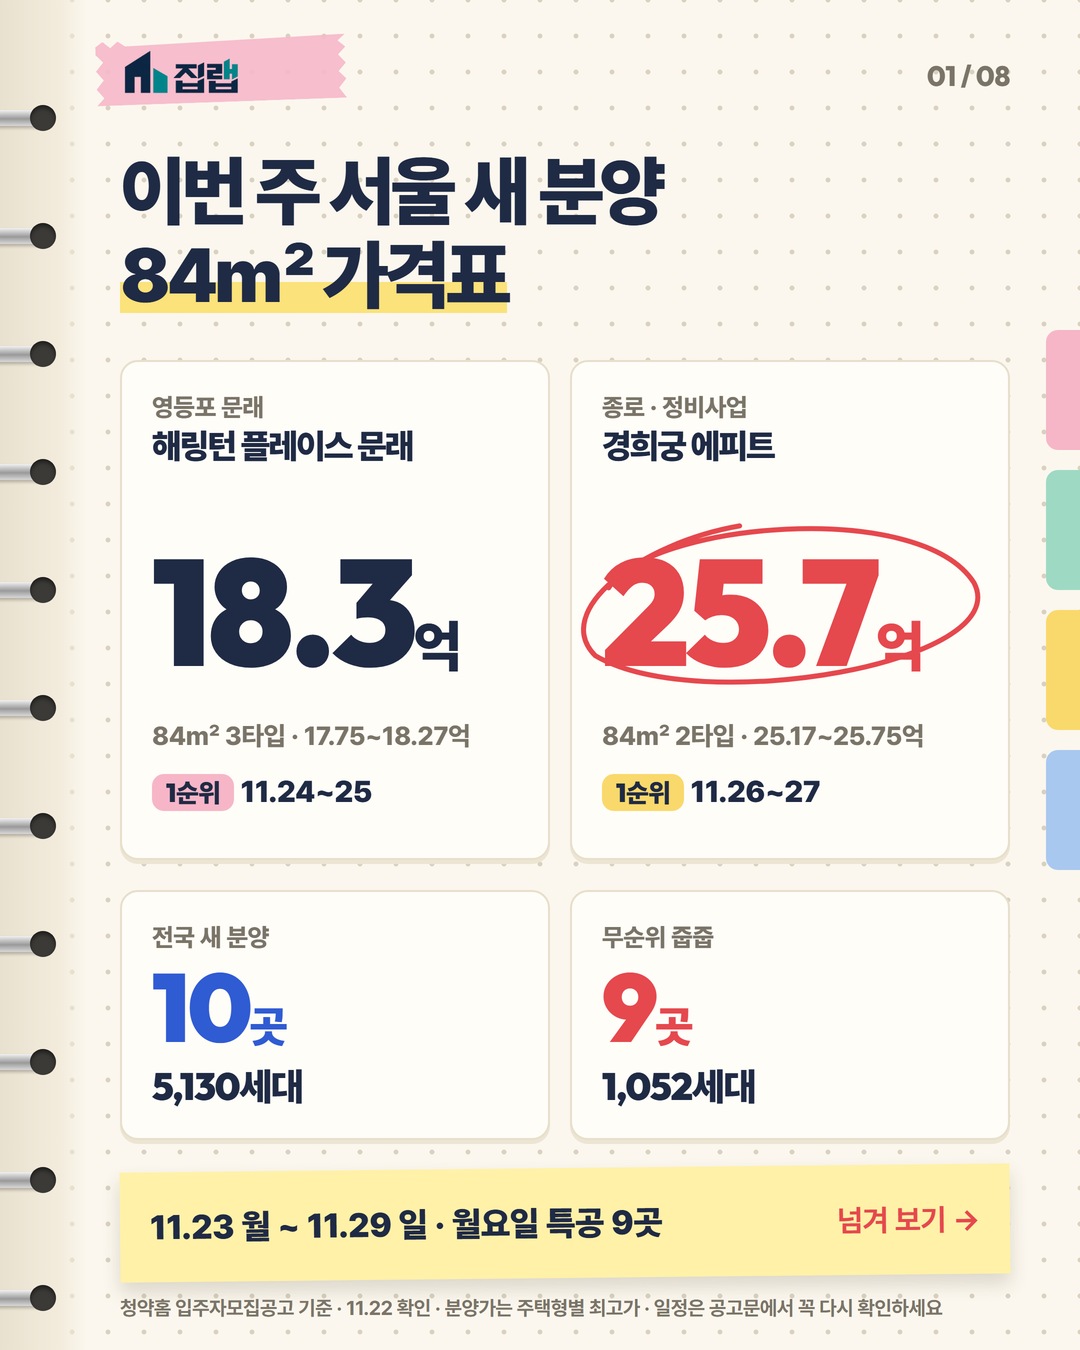 집랩
01 / 08
이번 주 서울 새 분양
84m² 가격표
영등포 문래
해링턴 플레이스 문래
18.3억
84m² 3타입 · 17.75~18.27억
1순위 11.24~25
종로 · 정비사업
경희궁 에피트
25.7억
84m² 2타입 · 25.17~25.75억
1순위 11.26~27
전국 새 분양
10곳
5,130세대
무순위 줍줍
9곳
1,052세대
11.23 월 ~ 11.29 일 · 월요일 특공 9곳
넘겨 보기 →
청약홈 입주자모집공고 기준 · 11.22 확인 · 분양가는 주택형별 최고가 · 일정은 공고문에서 꼭 다시 확인하세요